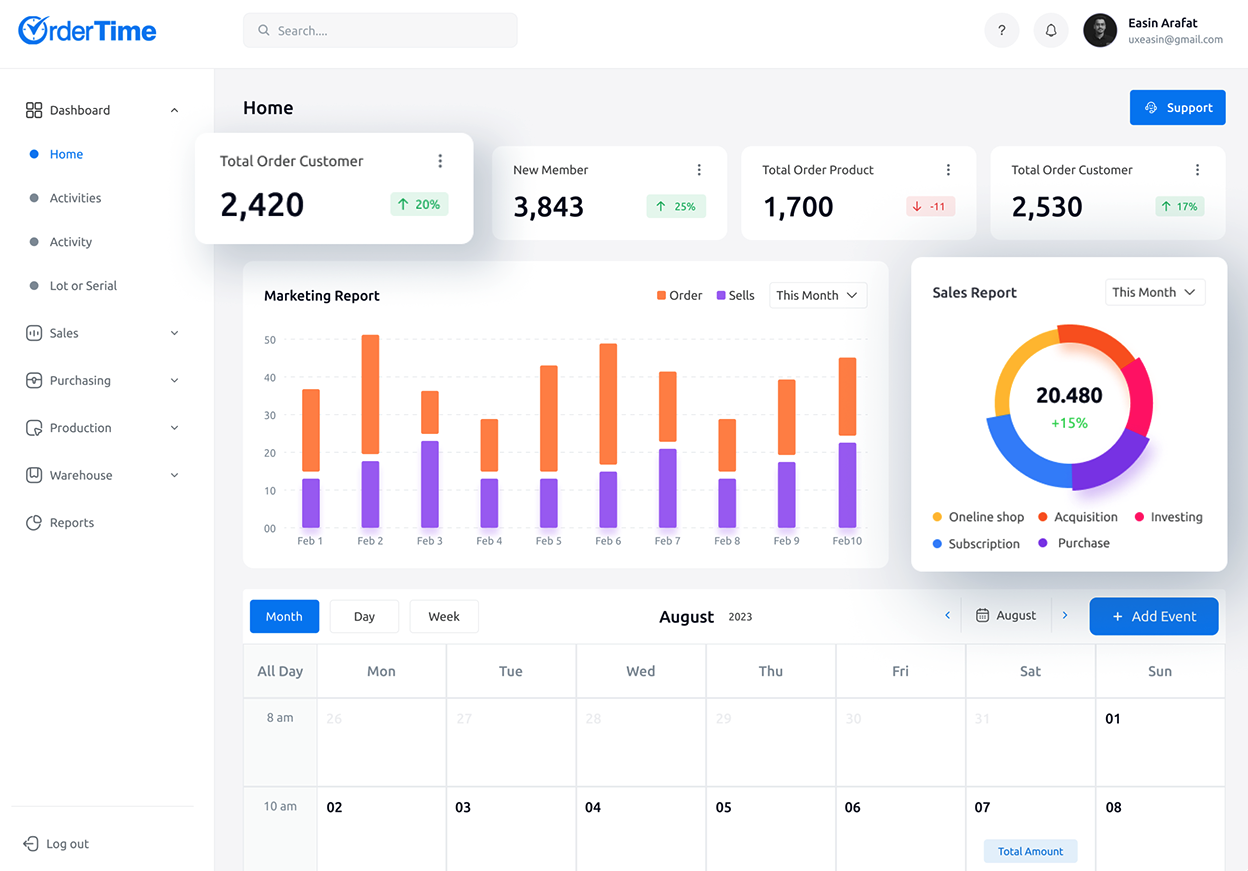 OrderTime
Search....
?
Easin Arafat
uxeasin@gmail.com
Dashboard
Home
Activities
Activity
Lot or Serial
Sales
Purchasing
Production
Warehouse
Reports
Log out
Home
Support
Total Order Customer
2,420
20%
New Member
3,843
25%
Total Order Product
1,700
-11
Total Order Customer
2,530
17%
Marketing Report
Order
Sells
This Month
50
40
30
20
10
00
Feb 1
Feb 2
Feb 3
Feb 4
Feb 5
Feb 6
Feb 7
Feb 8
Feb 9
Feb10
Sales Report
This Month
20.480
+15%
Oneline shop
Acquisition
Investing
Subscription
Purchase
Month
Day
Week
August 2023
August
+ Add Event
All Day
Mon
Tue
Wed
Thu
Fri
Sat
Sun
8 am
26
27
28
29
30
31
01
10 am
02
03
04
05
06
07
08
Total Amount